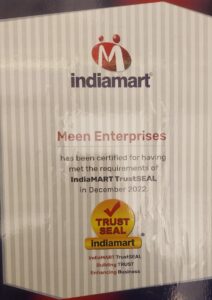 indiamart
Meen Enterprises
has been certified for having
met the requirements of
IndiaMART TrustSEAL
in December 2022
TRUST
SEAL
indiamart
IndiaMART TrustSEAL
Building TRUST
Enhancing Business